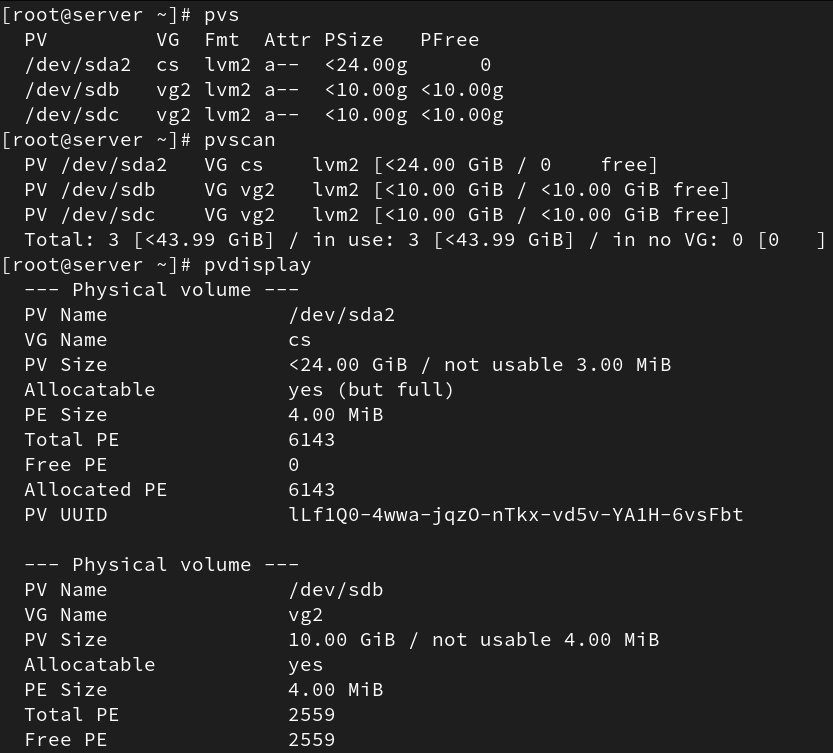 [root@server ~]# pvs
  PV         VG  Fmt  Attr PSize   PFree
  /dev/sda2  cs  lvm2 a--  <24.00g      0
  /dev/sdb   vg2 lvm2 a--  <10.00g <10.00g
  /dev/sdc   vg2 lvm2 a--  <10.00g <10.00g
[root@server ~]# pvscan
  PV /dev/sda2   VG cs    lvm2 [<24.00 GiB / 0    free]
  PV /dev/sdb    VG vg2   lvm2 [<10.00 GiB / <10.00 GiB free]
  PV /dev/sdc    VG vg2   lvm2 [<10.00 GiB / <10.00 GiB free]
  Total: 3 [<43.99 GiB] / in use: 3 [<43.99 GiB] / in no VG: 0 [0   ]
[root@server ~]# pvdisplay
  --- Physical volume ---
  PV Name               /dev/sda2
  VG Name               cs
  PV Size               <24.00 GiB / not usable 3.00 MiB
  Allocatable           yes (but full)
  PE Size               4.00 MiB
  Total PE              6143
  Free PE               0
  Allocated PE          6143
  PV UUID               lLf1Q0-4wwa-jqzO-nTkx-vd5v-YA1H-6vsFbt

  --- Physical volume ---
  PV Name               /dev/sdb
  VG Name               vg2
  PV Size               10.00 GiB / not usable 4.00 MiB
  Allocatable           yes
  PE Size               4.00 MiB
  Total PE              2559
  Free PE               2559